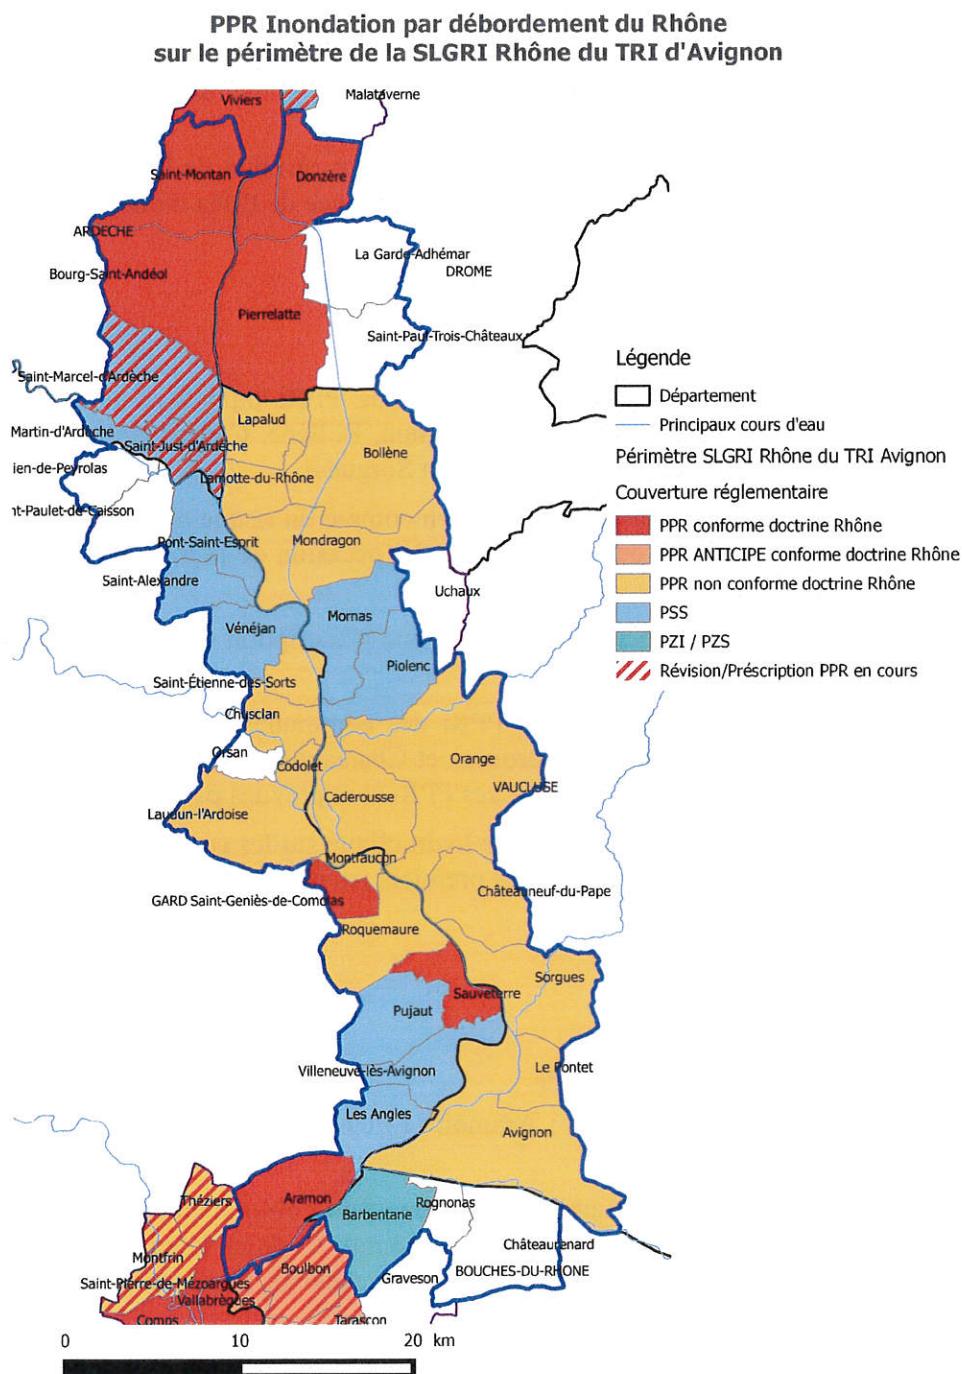 PPR Inondation par débordement du Rhône
sur le périmètre de la SLGRI Rhône du TRI d'Avignon
Malataverne
Viviers
Saint-Montan
Donzère
ARDECHE
La Garde-Adhémar
DROME
Bourg-Saint-Andéol
Pierrelatte
Saint-Paul-Trois-Châteaux
Saint-Marcel-d'Ardèche
Lapalud
Martin-d'Ardèche
Saint-Just-d'Ardèche
Bollène
ien-de-Peyrolas
Lamotte-du-Rhône
nt-Paulet-de-Caisson
Pont-Saint-Esprit
Mondragon
Saint-Alexandre
Uchaux
Mornas
Vénéjan
Piolenc
Saint-Étienne-des-Sorts
Chusclan
Orsan
Codolet
Orange
VAUCLUSE
Caderousse
Laudun-l'Ardoise
Montfaucon
Châteauneuf-du-Pape
GARD Saint-Geniès-de-Comolas
Roquemaure
Sorgues
Sauveterre
Pujaut
Villeneuve-lès-Avignon
Le Pontet
Les Angles
Avignon
Théziers
Aramon
Rognonas
Barbentane
Montfrin
Châteaurenard
Boulbon
BOUCHES-DU-RHONE
Graveson
Saint-Pierre-de-Mézoargues
Vallabrègues
Comps
Tarascon
Légende
Département
Principaux cours d'eau
Périmètre SLGRI Rhône du TRI Avignon
Couverture réglementaire
PPR conforme doctrine Rhône
PPR ANTICIPE conforme doctrine Rhône
PPR non conforme doctrine Rhône
PSS
PZI / PZS
Révision/Préscription PPR en cours
0 10 20 km